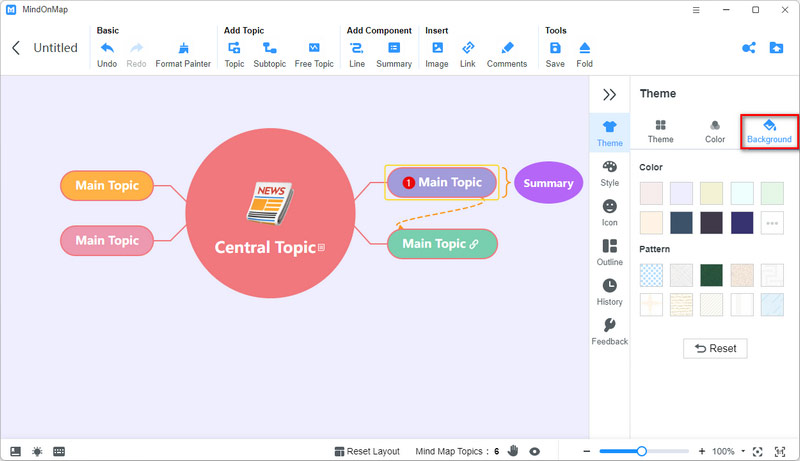 MindOnMap
Untitled
Basic
Undo
Redo
Format Painter
Add Topic
Topic
Subtopic
Free Topic
Add Component
Line
Summary
Insert
Image
Link
Comments
Tools
Save
Fold
Main Topic
Main Topic
NEWS
Central Topic
1 Main Topic
Main Topic
Summary
Theme
Style
Icon
Outline
History
Feedback
Theme
Theme
Color
Background
Color
Pattern
Reset
Reset Layout
Mind Map Topics : 6
100%